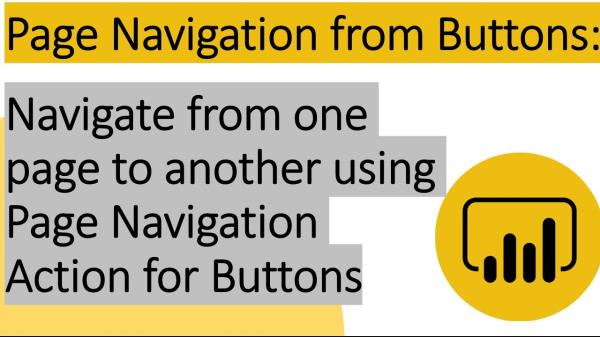 Page Navigation from Buttons:
Navigate from one
page to another using
Page Navigation
Action for Buttons